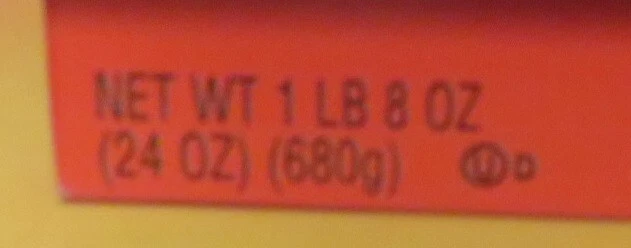 NET WT 1 LB 8 OZ
(24 OZ) (680g) Ⓤ D